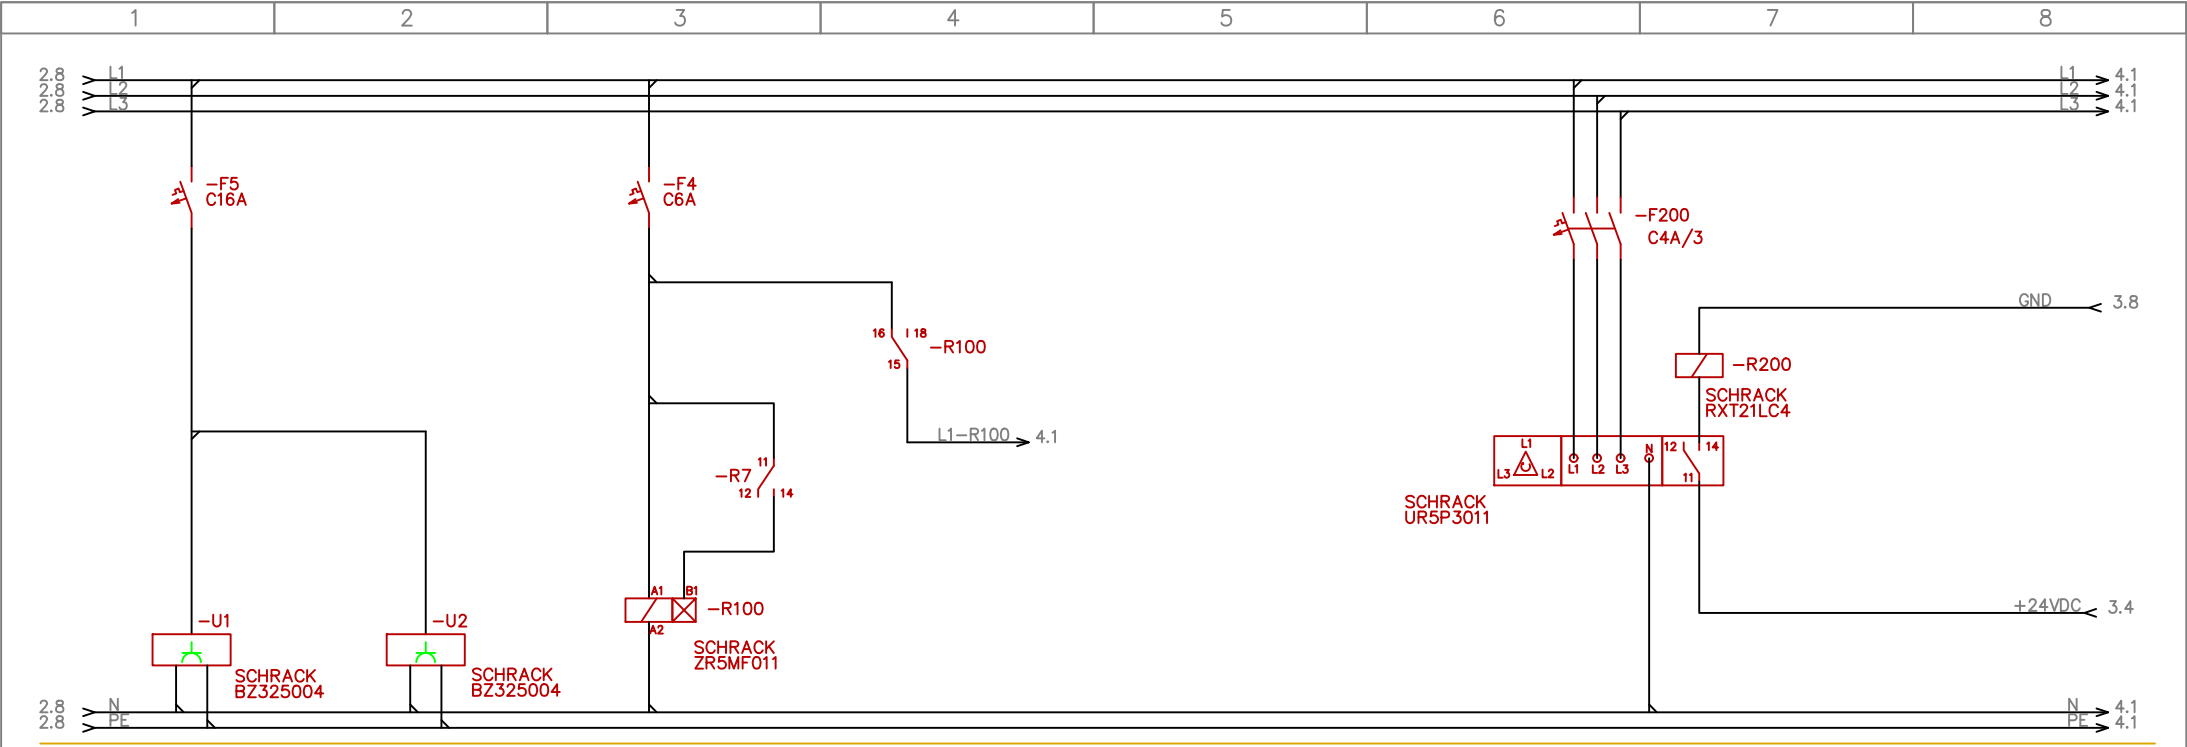 1 2 3 4 5 6 7 8
2.8 L1 L1 4.1
2.8 L2 L2 4.1
2.8 L3 L3 4.1
-F5
C16A
-F4
C6A
-F200
C4A/3
GND 3.8
16 18
-R100
15
-R200
SCHRACK
RXT21LC4
L1-R100 4.1
11
-R7
12 14
L1
L3 C L2
L1 L2 L3 N
12 14
11
SCHRACK
UR5P3011
+24VDC 3.4
-U1
SCHRACK
BZ325004
-U2
SCHRACK
BZ325004
A1 B1
-R100
A2
SCHRACK
ZR5MF011
2.8 N N 4.1
2.8 PE PE 4.1